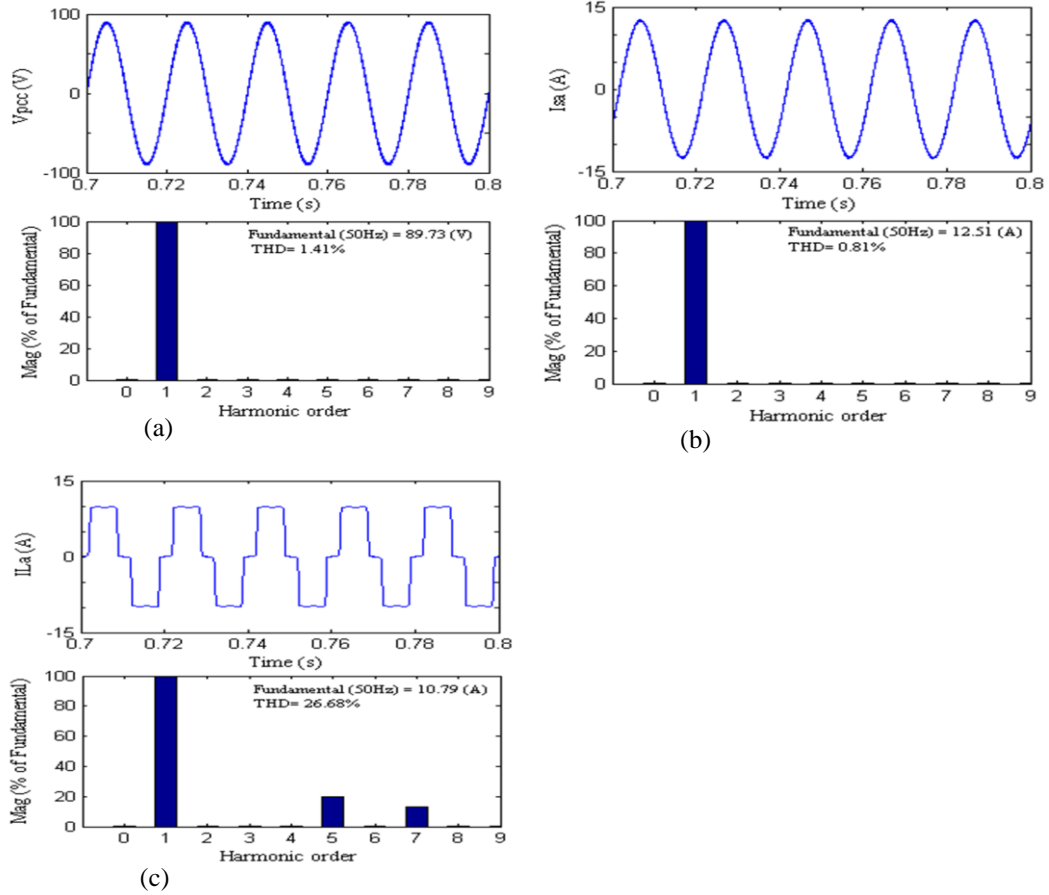 100
0
-100
Vpcc (V)
0.7 0.72 0.74 0.76 0.78 0.8
Time (s)
100
80
60
40
20
0
Mag (% of Fundamental)
Fundamental (50Hz) = 89.73 (V)
THD= 1.41%
0 1 2 3 4 5 6 7 8 9
Harmonic order
(a)
15
0
-15
Isa (A)
0.7 0.72 0.74 0.76 0.78 0.8
Time (s)
100
80
60
40
20
0
Mag (% of Fundamental)
Fundamental (50Hz) = 12.51 (A)
THD= 0.81%
0 1 2 3 4 5 6 7 8 9
Harmonic order
(b)
15
0
-15
ILa (A)
0.7 0.72 0.74 0.76 0.78 0.8
Time (s)
100
80
60
40
20
0
Mag (% of Fundamental)
Fundamental (50Hz) = 10.79 (A)
THD= 26.68%
0 1 2 3 4 5 6 7 8 9
Harmonic order
(c)